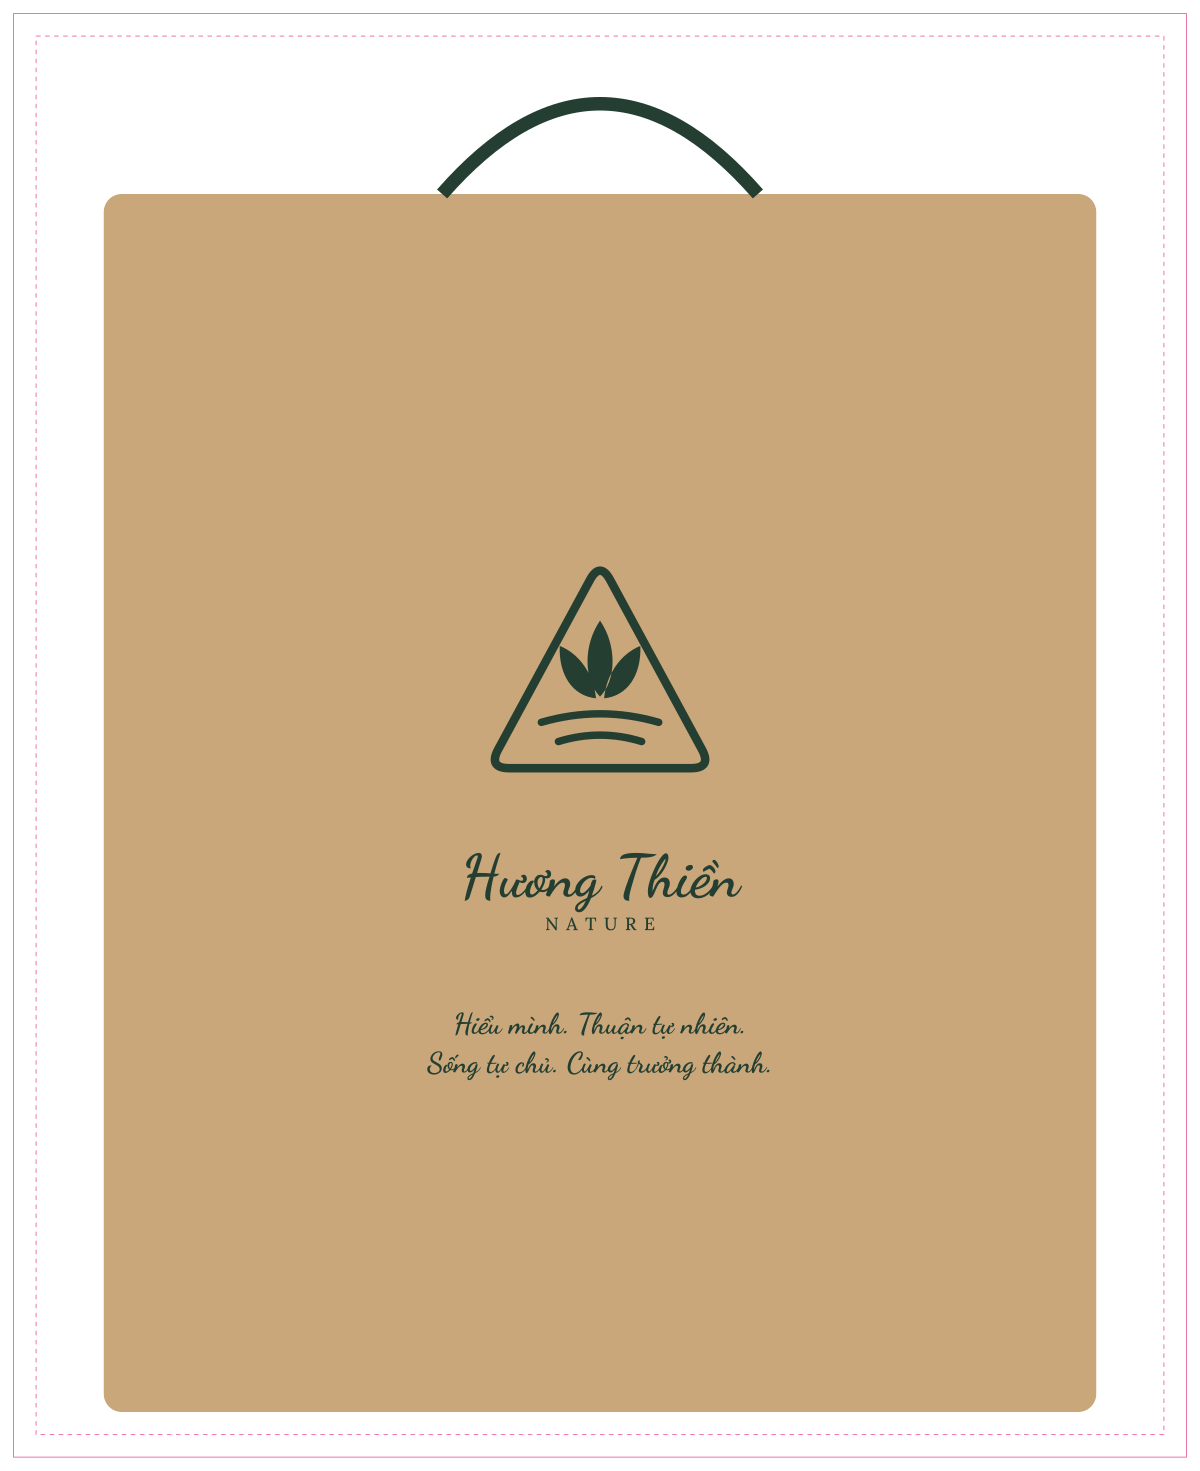 Hương Thiền
NATURE
Hiểu mình. Thuận tự nhiên.
Sống tự chủ. Cùng trưởng thành.